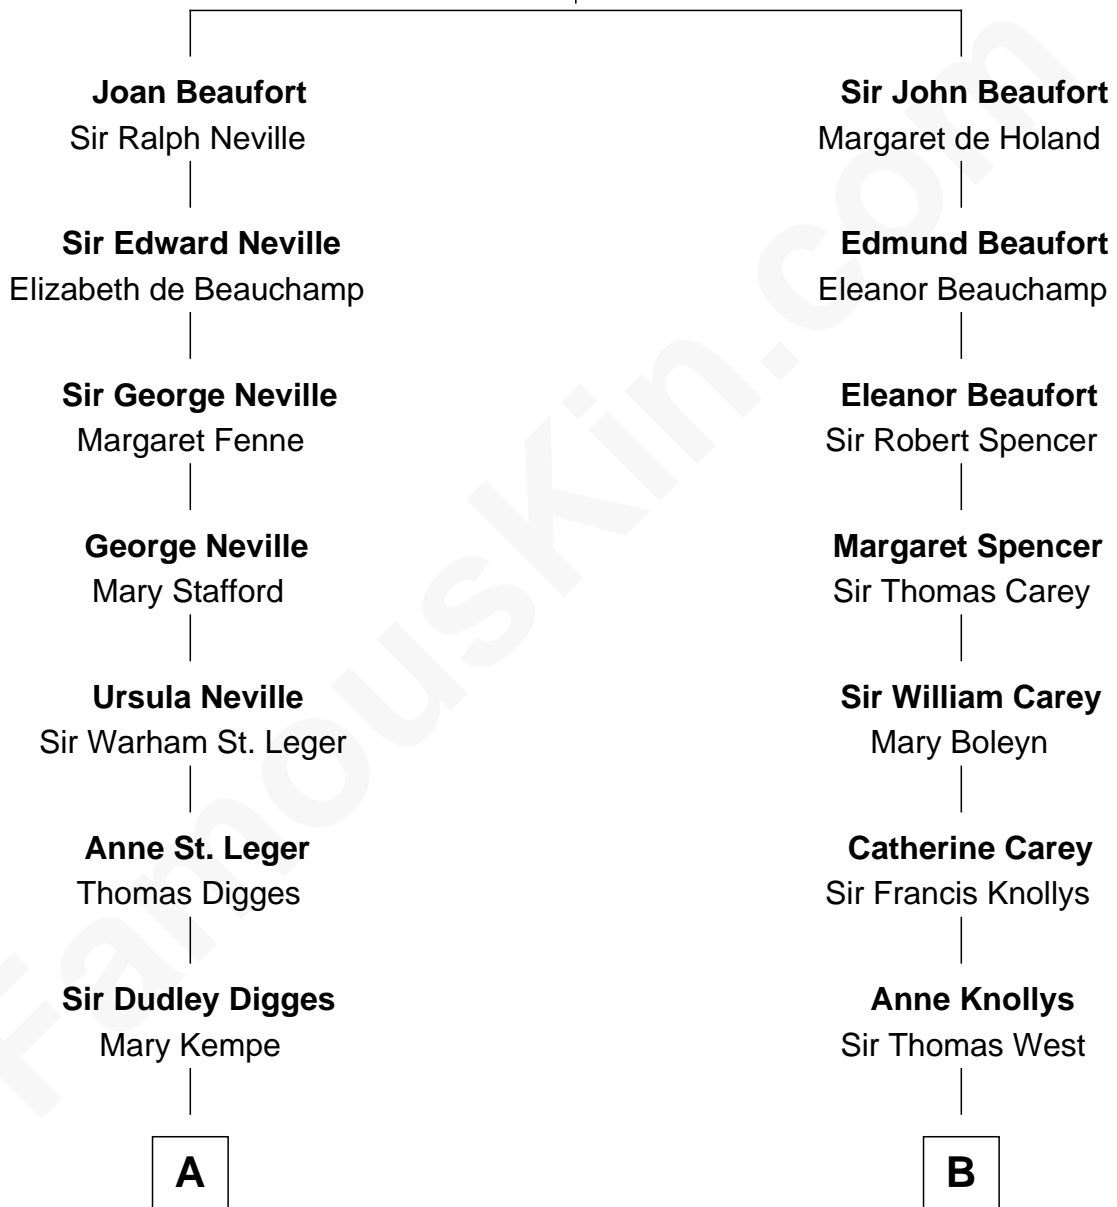 Joan Beaufort
Sir Ralph Neville
Sir Edward Neville
Elizabeth de Beauchamp
Sir George Neville
Margaret Fenne
George Neville
Mary Stafford
Ursula Neville
Sir Warham St. Leger
Anne St. Leger
Thomas Digges
Sir Dudley Digges
Mary Kempe
A
Sir John Beaufort
Margaret de Holand
Edmund Beaufort
Eleanor Beauchamp
Eleanor Beaufort
Sir Robert Spencer
Margaret Spencer
Sir Thomas Carey
Sir William Carey
Mary Boleyn
Catherine Carey
Sir Francis Knollys
Anne Knollys
Sir Thomas West
B
FamousKin.com